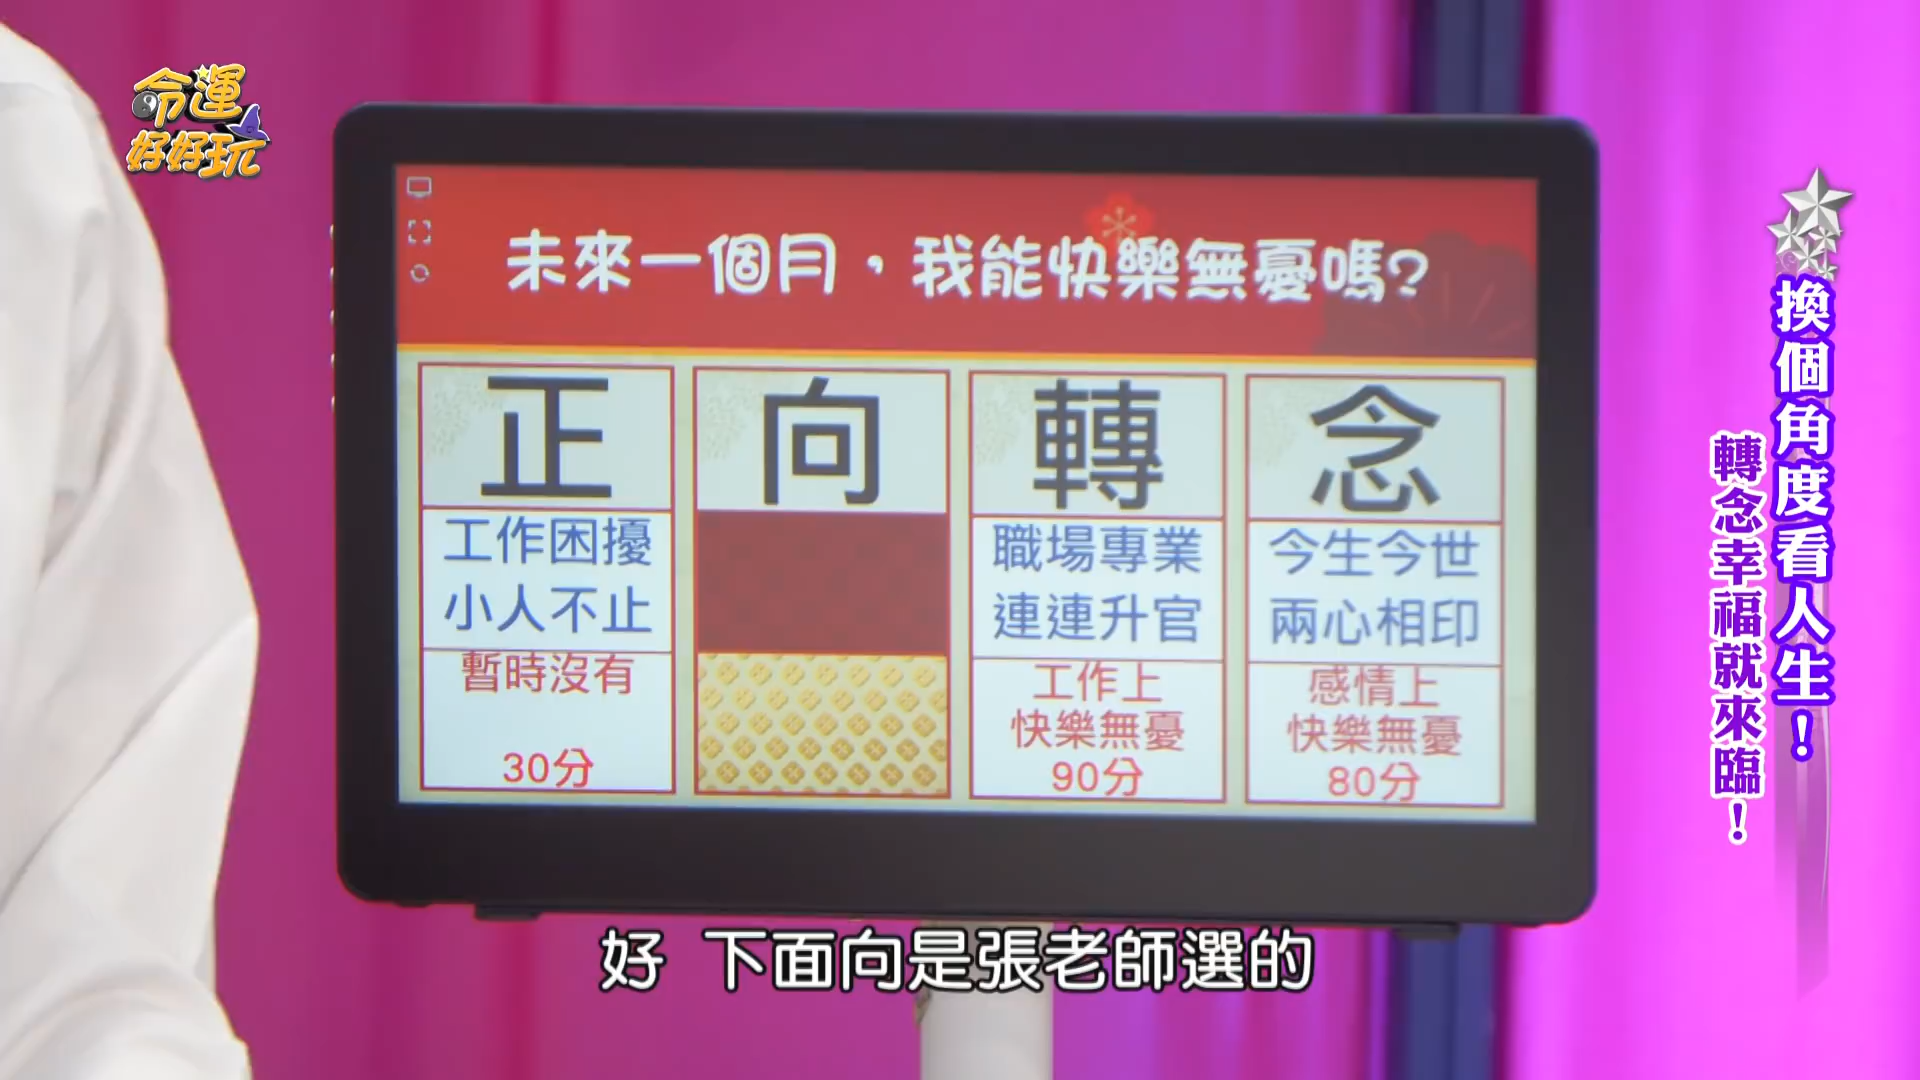 命運
好好玩
未來一個月，我能快樂無憂嗎?
正
工作困擾
小人不止
暫時沒有
30分
向
轉
職場專業
連連升官
工作上
快樂無憂
90分
念
今生今世
兩心相印
感情上
快樂無憂
80分
換個角度看人生！
轉念幸福就來臨！
好 下面向是張老師選的